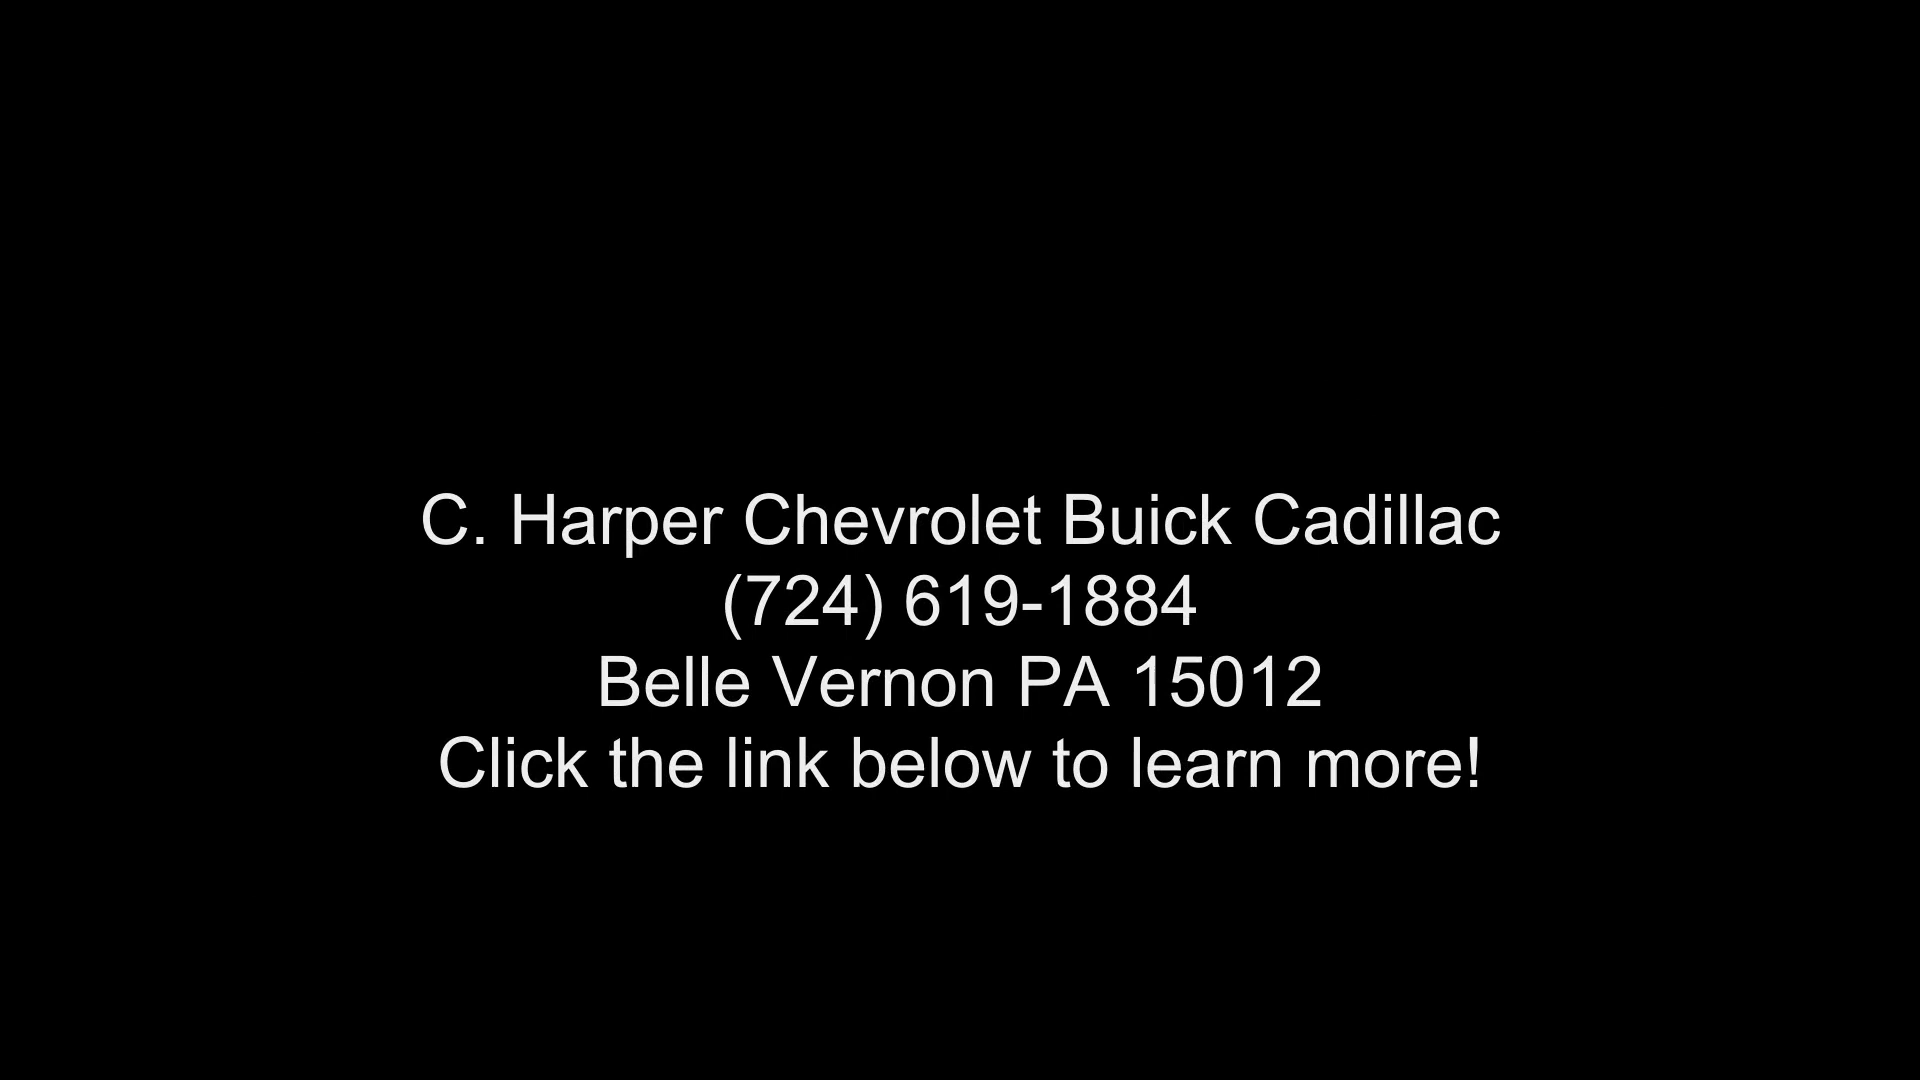 C. Harper Chevrolet Buick Cadillac
(724) 619-1884
Belle Vernon PA 15012
Click the link below to learn more!